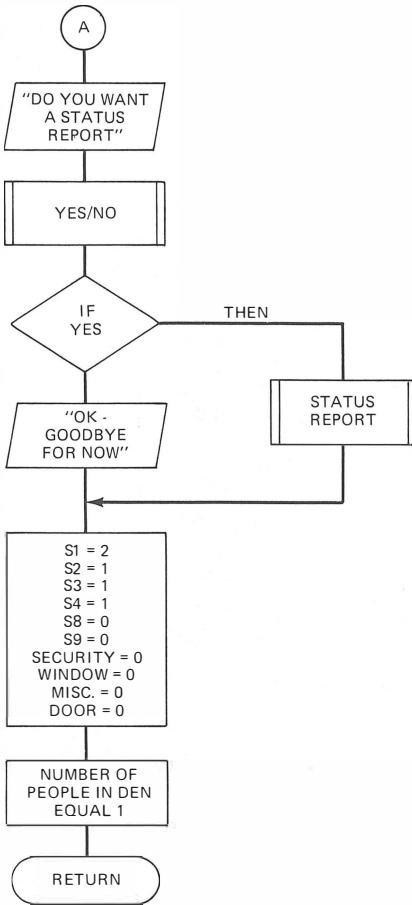 A
"DO YOU WANT
A STATUS
REPORT"
YES/NO
IF
YES
THEN
STATUS
REPORT
"OK -
GOODBYE
FOR NOW"
S1 = 2
S2 = 1
S3 = 1
S4 = 1
S8 = 0
S9 = 0
SECURITY = 0
WINDOW = 0
MISC. = 0
DOOR = 0
NUMBER OF
PEOPLE IN DEN
EQUAL 1
RETURN